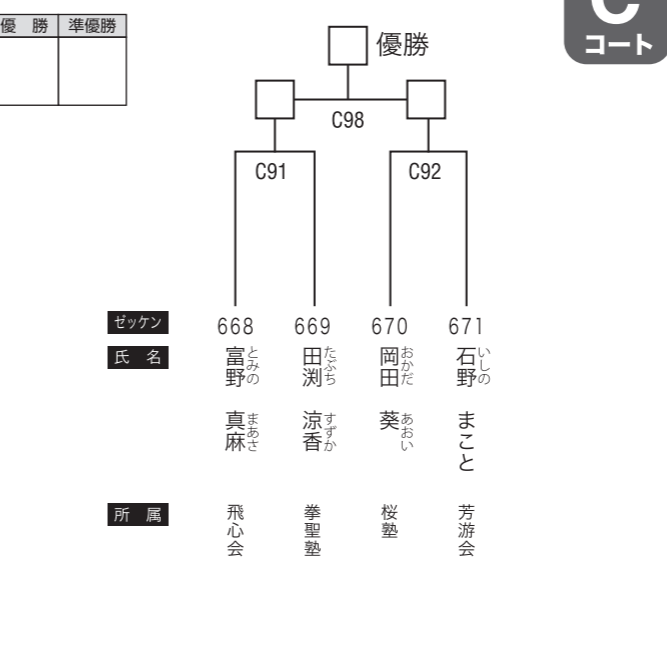 優 勝 準優勝
C
コート
優勝
C98
C91 C92
ゼッケン 668 669 670 671
氏 名
富野 真麻
とみの まあさ
田渕 涼香
たぶち すずか
岡田 葵
おかだ あおい
石野 まこと
いしの
所 属
飛心会
拳聖塾
桜塾
芳游会